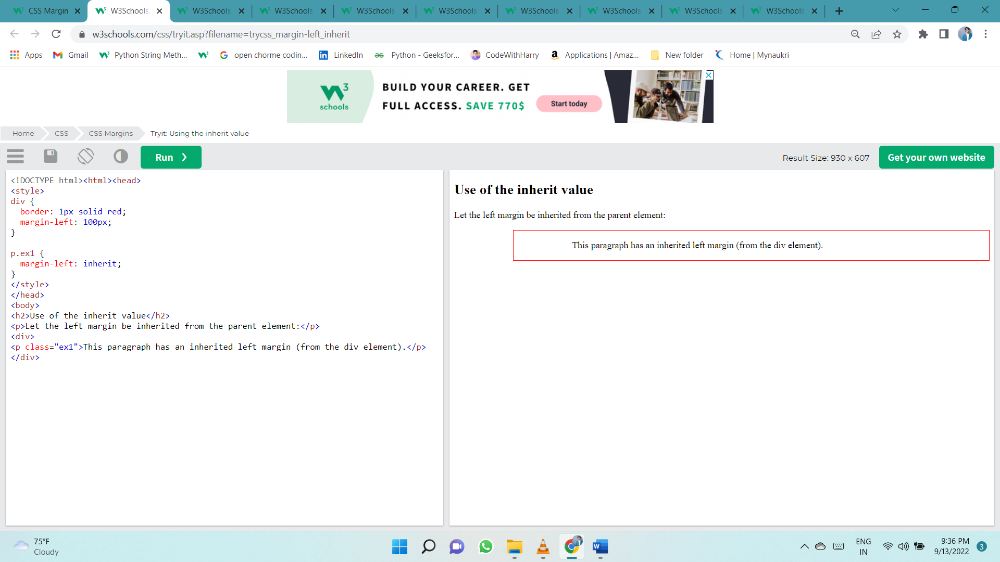 CSS Margin
W3Schools
W3Schools
W3Schools
W3Schools
W3Schools
W3Schools
W3Schools
W3Schools
W3Schools
w3schools.com/css/tryit.asp?filename=trycss_margin-left_inherit
Apps
Gmail
Python String Meth...
open chorme codin...
LinkedIn
Python - Geeksfor...
CodeWithHarry
Applications | Amaz...
New folder
Home | Mynaukri
3
schools
BUILD YOUR CAREER. GET
FULL ACCESS. SAVE 770$
Start today
Home
CSS
CSS Margins
Tryit: Using the inherit value
Run ❯
Result Size: 930 x 607
Get your own website
<!DOCTYPE html><html><head>
<style>
div {
  border: 1px solid red;
  margin-left: 100px;
}
p.ex1 {
  margin-left: inherit;
}
</style>
</head>
<body>
<h2>Use of the inherit value</h2>
<p>Let the left margin be inherited from the parent element:</p>
<div>
<p class="ex1">This paragraph has an inherited left margin (from the div element).</p>
</div>
Use of the inherit value
Let the left margin be inherited from the parent element:
This paragraph has an inherited left margin (from the div element).
75°F
Cloudy
ENG
IN
9:36 PM
9/13/2022
3